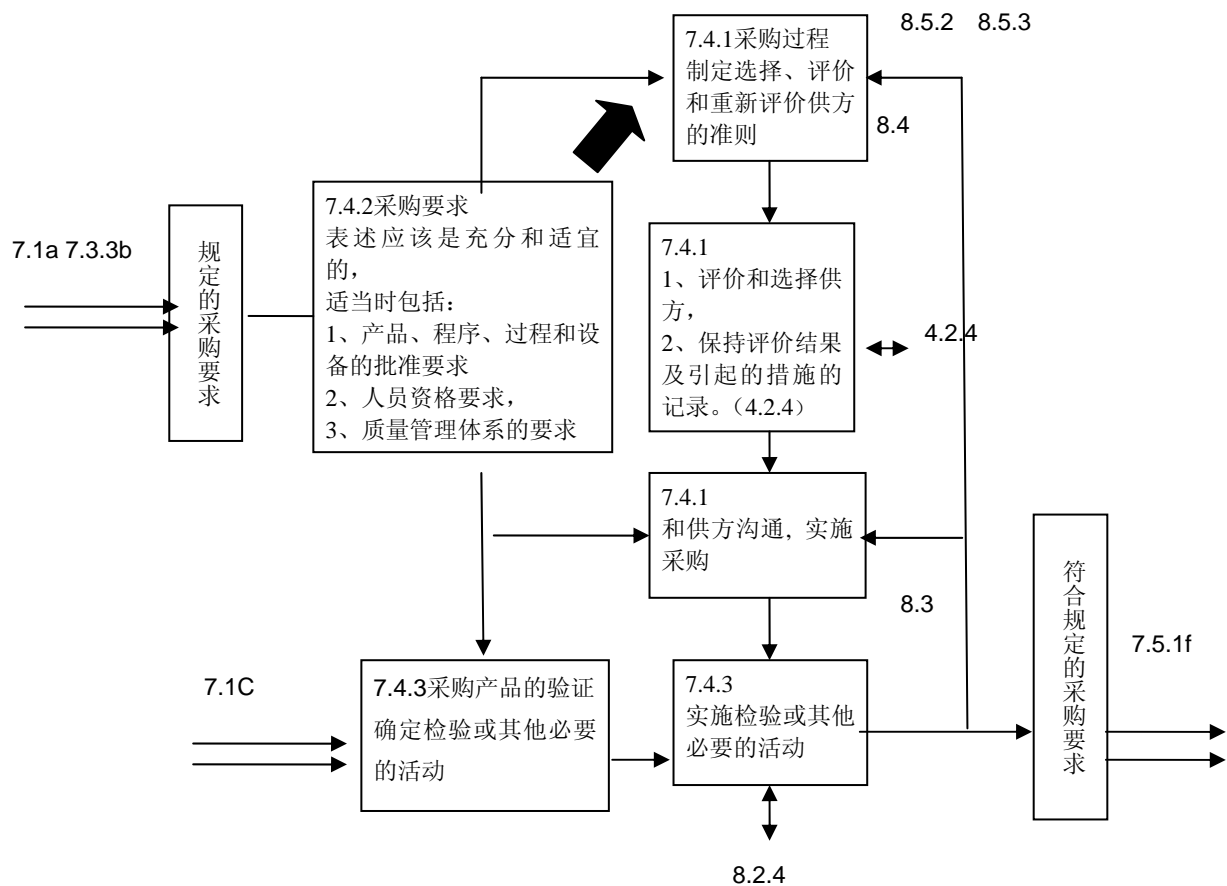 8.5.2 8.5.3
7.4.1采购过程
制定选择、评价
和重新评价供方
的准则
8.4
7.1a 7.3.3b
规定的采购要求
7.4.2采购要求
表述应该是充分和适宜
的，
适当时包括：
1、产品、程序、过程和设
备的批准要求
2、人员资格要求，
3、质量管理体系的要求
7.4.1
1、评价和选择供
方，
2、保持评价结果
及引起的措施的
记录。（4.2.4）
4.2.4
7.4.1
和供方沟通，实施
采购
8.3
符合规定的采购要求
7.5.1f
7.1C
7.4.3采购产品的验证
确定检验或其他必要
的活动
7.4.3
实施检验或其他
必要的活动
8.2.4